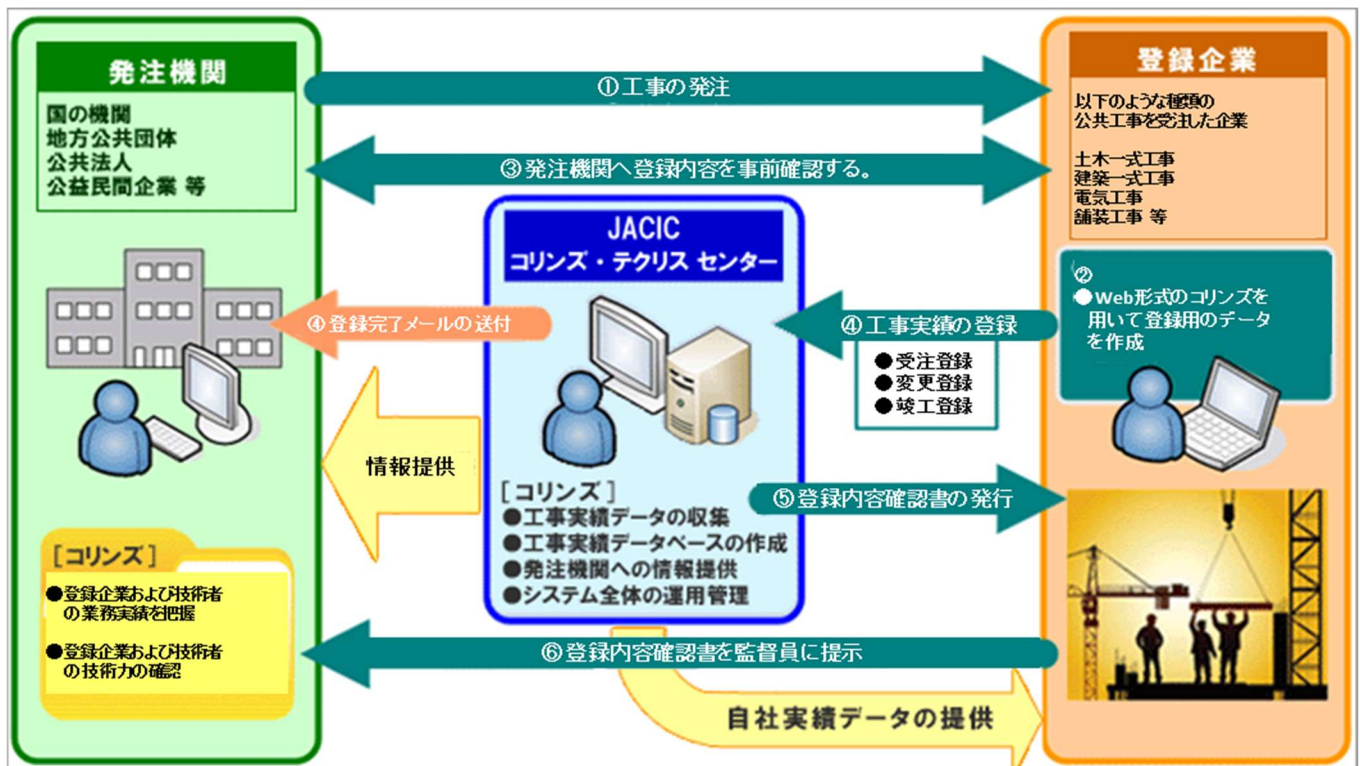 発注機関
国の機関
地方公共団体
公共法人
公益民間企業 等
①工事の発注
③発注機関へ登録内容を事前確認する。
登録企業
以下のような種類の
公共工事を受注した企業
土木一式工事
建築一式工事
電気工事
舗装工事 等
JACIC
コリンズ・テクリス センター
②
●Web形式のコリンズを
用いて登録用のデータ
を作成
④登録完了メールの送付
④工事実績の登録
●受注登録
●変更登録
●竣工登録
情報提供
[コリンズ]
●工事実績データの収集
●工事実績データベースの作成
●発注機関への情報提供
●システム全体の運用管理
⑤登録内容確認書の発行
[コリンズ]
●登録企業および技術者
の業務実績を把握
●登録企業および技術者
の技術力の確認
⑥登録内容確認書を監督員に提示
自社実績データの提供